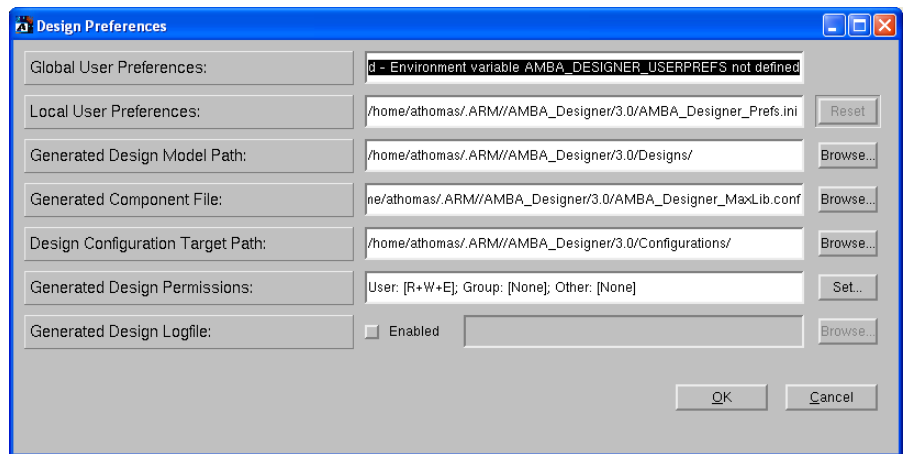 Design Preferences
Global User Preferences: d - Environment variable AMBA_DESIGNER_USERPREFS not defined
Local User Preferences: /home/athomas/.ARM//AMBA_Designer/3.0/AMBA_Designer_Prefs.ini Reset
Generated Design Model Path: /home/athomas/.ARM//AMBA_Designer/3.0/Designs/ Browse...
Generated Component File: ne/athomas/.ARM//AMBA_Designer/3.0/AMBA_Designer_MaxLib.conf Browse...
Design Configuration Target Path: /home/athomas/.ARM//AMBA_Designer/3.0/Configurations/ Browse...
Generated Design Permissions: User: [R+W+E]; Group: [None]; Other: [None] Set...
Generated Design Logfile: Enabled Browse...
OK Cancel